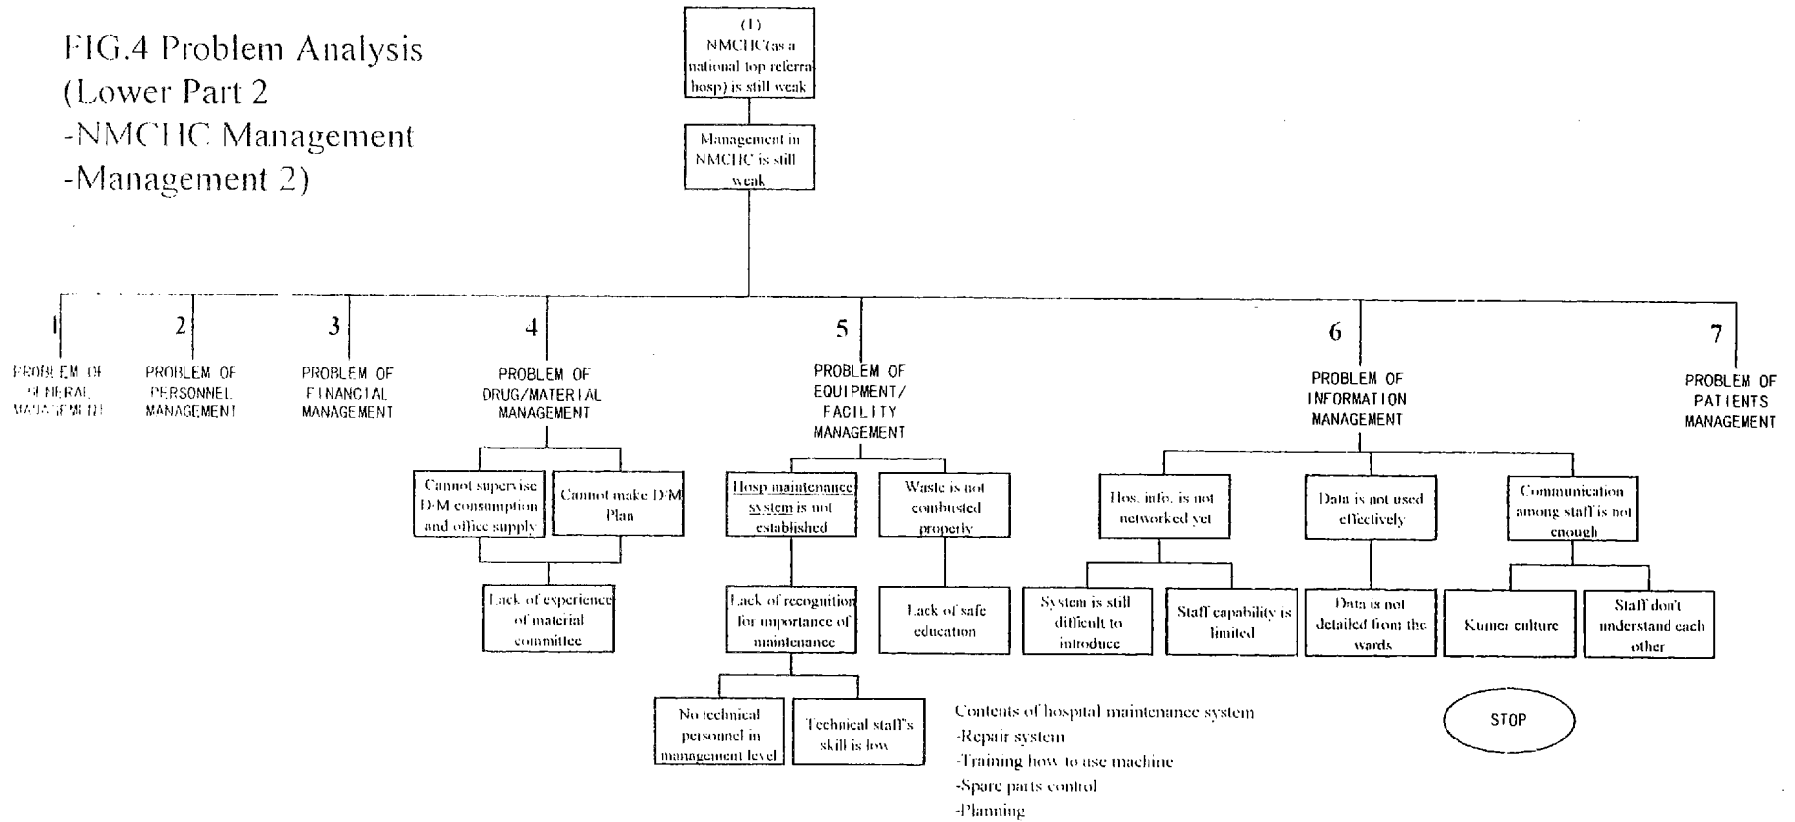 FIG.4 Problem Analysis
(Lower Part 2
-NMCHC Management
-Management 2)
(1)
NMCHC(as a
national top referra
hosp) is still weak
Management in
NMCHC is still
weak
1
2
3
4
5
6
7
PROBLEM OF
GENERAL
MANAGEMENT
PROBLEM OF
PERSONNEL
MANAGEMENT
PROBLEM OF
FINANCIAL
MANAGEMENT
PROBLEM OF
DRUG/MATERIAL
MANAGEMENT
PROBLEM OF
EQUIPMENT/
FACILITY
MANAGEMENT
PROBLEM OF
INFORMATION
MANAGEMENT
PROBLEM OF
PATIENTS
MANAGEMENT
Cannot supervise
D/M consumption
and office supply
Cannot make D/M
Plan
Hosp maintenance
system is not
established
Waste is not
combusted
properly
Hos. info. is not
networked yet
Data is not used
effectively
Communication
among staff is not
enough
Lack of experience
of material
committee
Lack of recognition
for importance of
maintenance
Lack of safe
education
System is still
difficult to
introduce
Staff capability is
limited
Data is not
detailed from the
wards
Kumer culture
Staff don't
understand each
other
No technical
personnel in
management level
Technical staff's
skill is low
Contents of hospital maintenance system
-Repair system
-Training how to use machine
-Spare parts control
-Planning
STOP